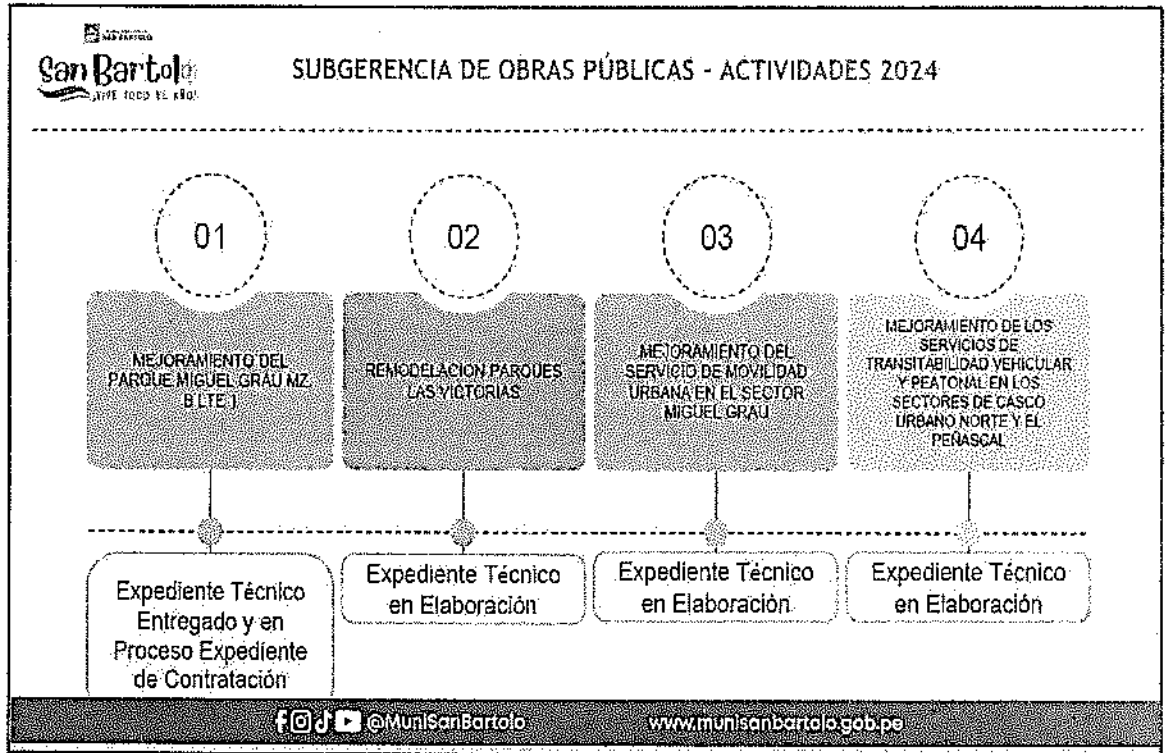 SAN BARTOLO
San Bartolo
¡VIVE TODO EL AÑO!
SUBGERENCIA DE OBRAS PÚBLICAS - ACTIVIDADES 2024
01
MEJORAMIENTO DEL
PARQUE MIGUEL GRAU MZ.
B LTE.
Expediente Técnico
Entregado y en
Proceso Expediente
de Contratación
02
REMODELACION PARQUES
LAS VICTORIAS
Expediente Técnico
en Elaboración
03
MEJORAMIENTO DEL
SERVICIO DE MOVILIDAD
URBANA EN EL SECTOR
MIGUEL GRAU
Expediente Técnico
en Elaboración
04
MEJORAMIENTO DE LOS
SERVICIOS DE
TRANSITABILIDAD VEHICULAR
Y PEATONAL EN LOS
SECTORES DE CASCO
URBANO NORTE Y EL
PEÑASCAL
Expediente Técnico
en Elaboración
@MuniSanBartolo
www.munisanbartolo.gob.pe